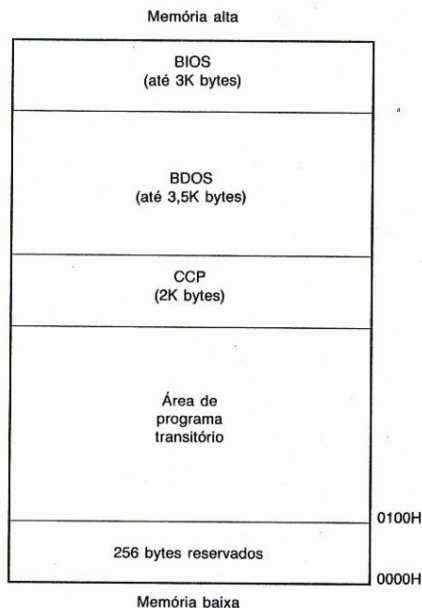 Memória alta
BIOS
(até 3K bytes)
BDOS
(até 3,5K bytes)
CCP
(2K bytes)
Área de
programa
transitório
0100H
256 bytes reservados
0000H
Memória baixa